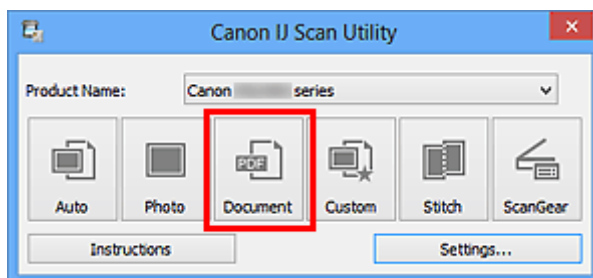 Canon IJ Scan Utility
Product Name: Canon series
PDF
Auto Photo Document Custom Stitch ScanGear
Instructions Settings...